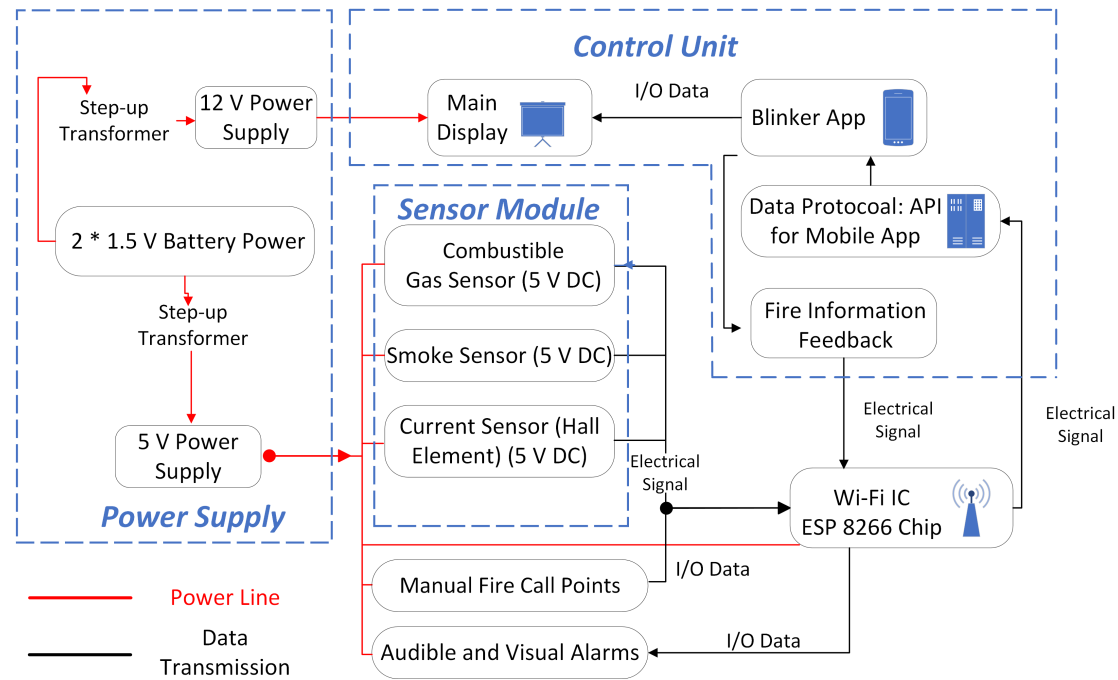 Control Unit
Step-up
Transformer
12 V Power
Supply
Main
Display
I/O Data
Blinker App
2 * 1.5 V Battery Power
Sensor Module
Data Protocoal: API
for Mobile App
Combustible
Gas Sensor (5 V DC)
Step-up
Transformer
Fire Information
Feedback
Smoke Sensor (5 V DC)
5 V Power
Supply
Current Sensor (Hall
Element) (5 V DC)
Electrical
Signal
Electrical
Signal
Electrical
Signal
Power Supply
Wi-Fi IC
ESP 8266 Chip
Manual Fire Call Points
I/O Data
Power Line
Data
Transmission
Audible and Visual Alarms
I/O Data